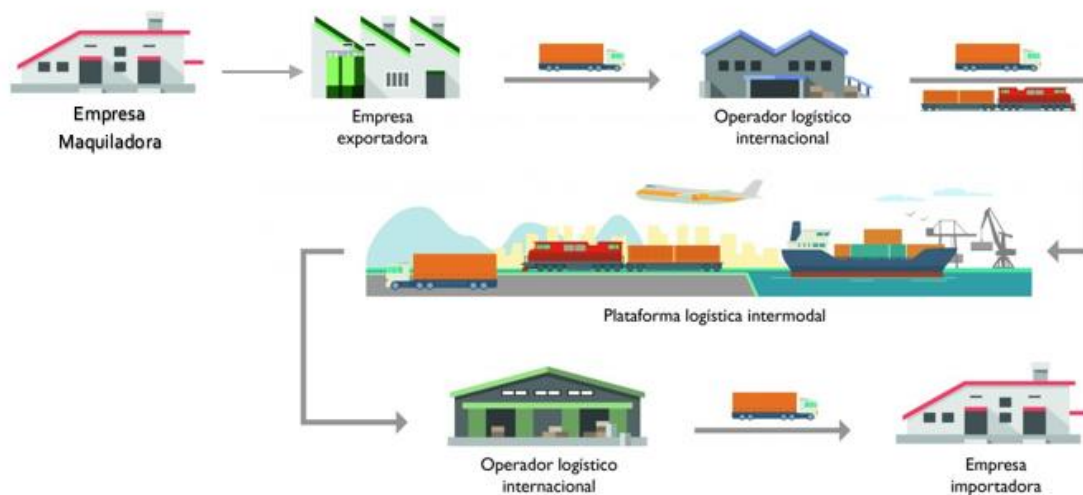 Empresa
Maquiladora
Empresa
exportadora
Operador logístico
internacional
Plataforma logística intermodal
Operador logístico
internacional
Empresa
importadora